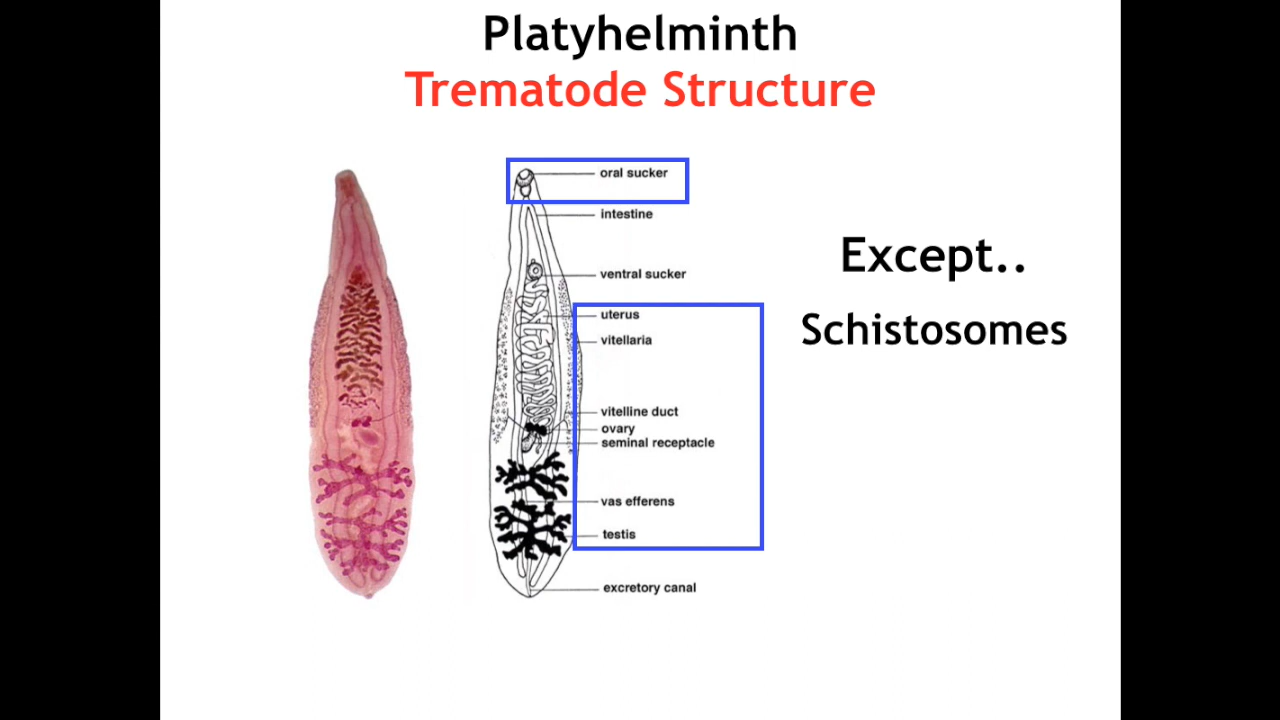 Platyhelminth
Trematode Structure
oral sucker
intestine
ventral sucker
uterus
vitellaria
vitelline duct
ovary
seminal receptacle
vas efferens
testis
excretory canal
Except..
Schistosomes